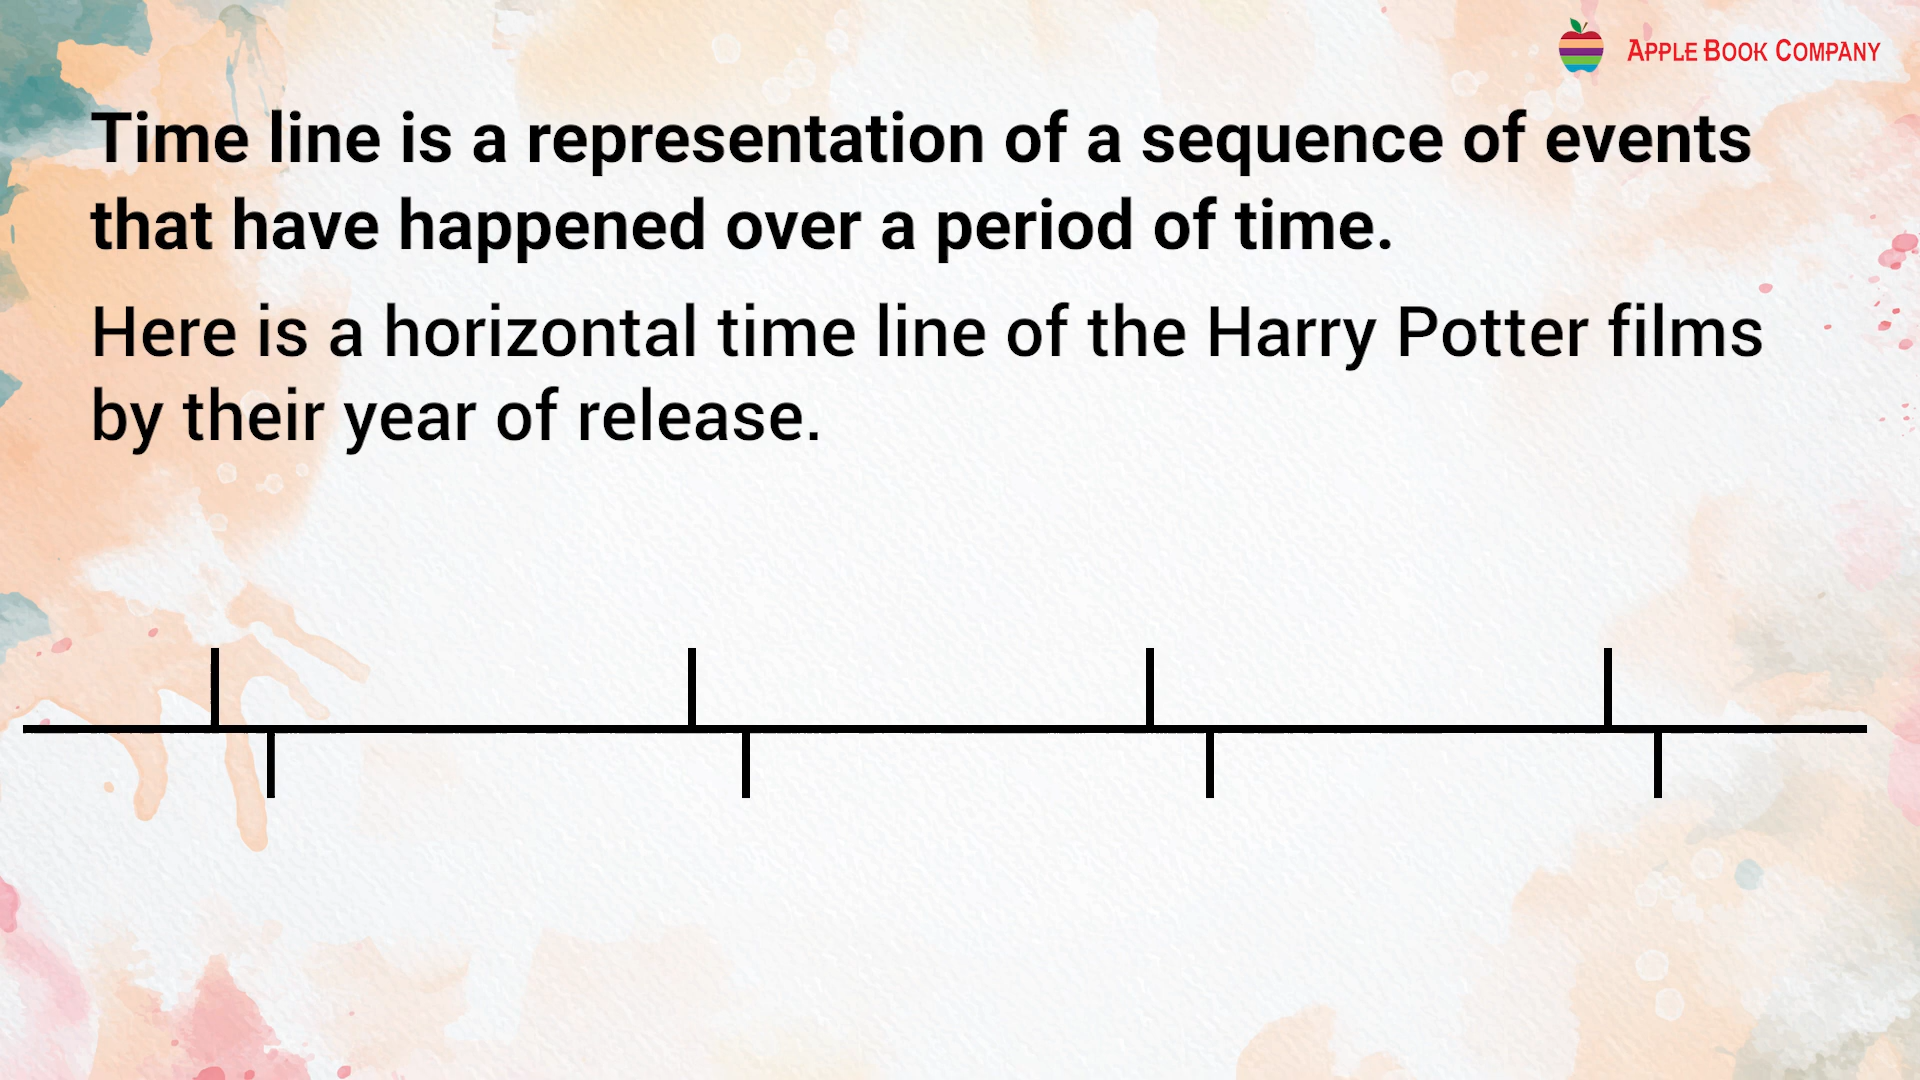 APPLE BOOK COMPANY
Time line is a representation of a sequence of events
that have happened over a period of time.
Here is a horizontal time line of the Harry Potter films
by their year of release.